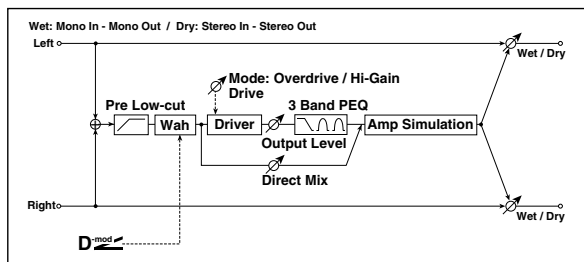 Wet: Mono In - Mono Out / Dry: Stereo In - Stereo Out
Left
Wet / Dry
Mode: Overdrive / Hi-Gain
Drive
Pre Low-cut
3 Band PEQ
Wah
Driver
Amp Simulation
Output Level
Direct Mix
Right
Wet / Dry
D-mod